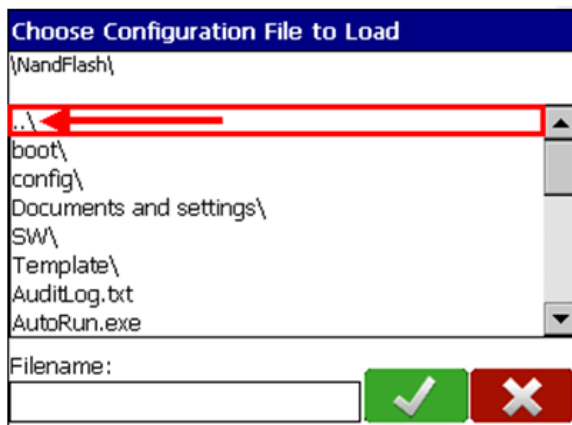 Choose Configuration File to Load
\NandFlash\
..\
boot\
config\
Documents and settings\
SW\
Template\
AuditLog.txt
AutoRun.exe
Filename: